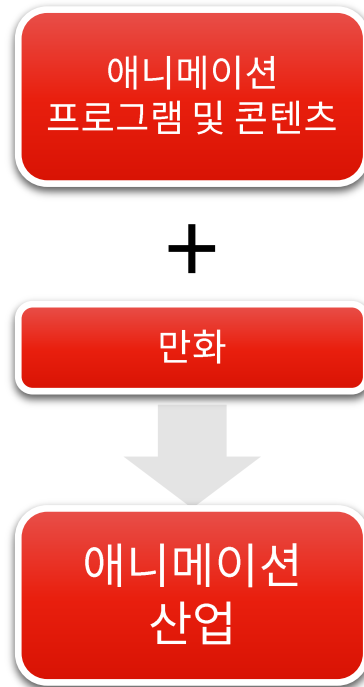 애니메이션
프로그램 및 콘텐츠
+
만화
애니메이션
산업